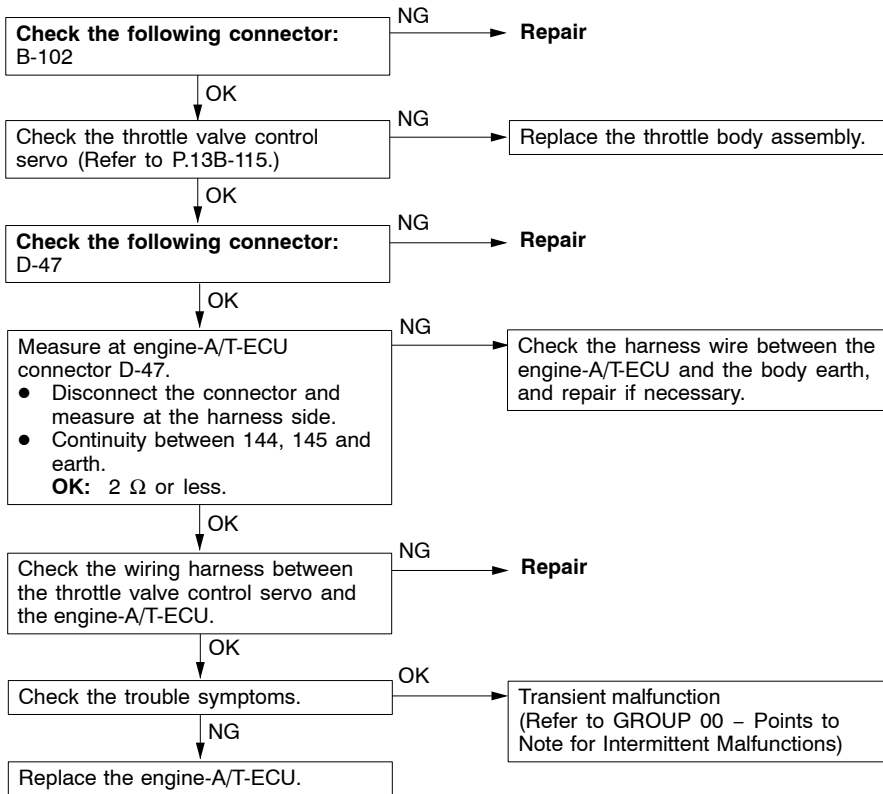 Check the following connector:
B-102
NG
Repair
OK
Check the throttle valve control
servo (Refer to P.13B-115.)
NG
Replace the throttle body assembly.
OK
Check the following connector:
D-47
NG
Repair
OK
Measure at engine-A/T-ECU
connector D-47.
● Disconnect the connector and
measure at the harness side.
● Continuity between 144, 145 and
earth.
OK: 2 Ω or less.
NG
Check the harness wire between the
engine-A/T-ECU and the body earth,
and repair if necessary.
OK
Check the wiring harness between
the throttle valve control servo and
the engine-A/T-ECU.
NG
Repair
OK
Check the trouble symptoms.
OK
Transient malfunction
(Refer to GROUP 00 – Points to
Note for Intermittent Malfunctions)
NG
Replace the engine-A/T-ECU.